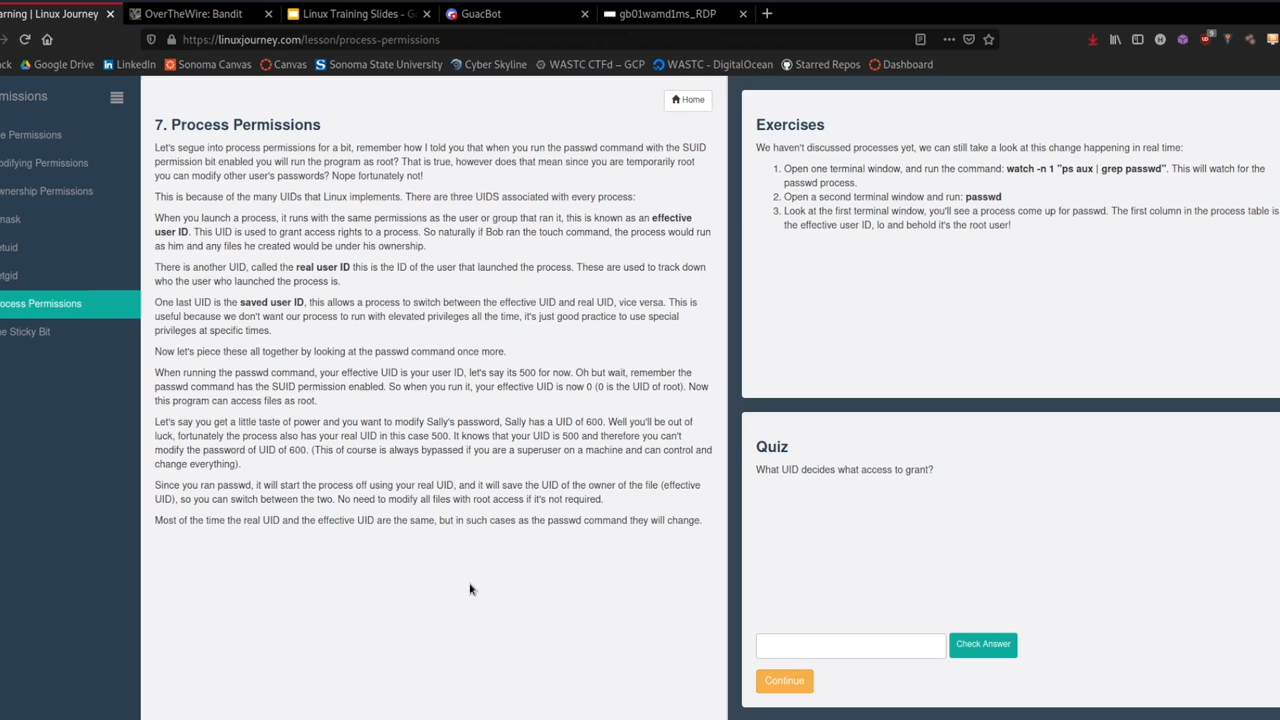 arning | Linux Journey
OverTheWire: Bandit
Linux Training Slides - G
GuacBot
gb01wamd1ms_RDP
https://linuxjourney.com/lesson/process-permissions
9
ck
Google Drive
LinkedIn
Sonoma Canvas
Canvas
Sonoma State University
Cyber Skyline
WASTC CTFd – GCP
WASTC - DigitalOcean
Starred Repos
Dashboard
missions
e Permissions
odifying Permissions
wnership Permissions
mask
etuid
etgid
ocess Permissions
he Sticky Bit
Home
7. Process Permissions
Let's segue into process permissions for a bit, remember how I told you that when you run the passwd command with the SUID
permission bit enabled you will run the program as root? That is true, however does that mean since you are temporarily root
you can modify other user's passwords? Nope fortunately not!
This is because of the many UIDs that Linux implements. There are three UIDS associated with every process:
When you launch a process, it runs with the same permissions as the user or group that ran it, this is known as an effective
user ID. This UID is used to grant access rights to a process. So naturally if Bob ran the touch command, the process would run
as him and any files he created would be under his ownership.
There is another UID, called the real user ID this is the ID of the user that launched the process. These are used to track down
who the user who launched the process is.
One last UID is the saved user ID, this allows a process to switch between the effective UID and real UID, vice versa. This is
useful because we don't want our process to run with elevated privileges all the time, it's just good practice to use special
privileges at specific times.
Now let's piece these all together by looking at the passwd command once more.
When running the passwd command, your effective UID is your user ID, let's say its 500 for now. Oh but wait, remember the
passwd command has the SUID permission enabled. So when you run it, your effective UID is now 0 (0 is the UID of root). Now
this program can access files as root.
Let's say you get a little taste of power and you want to modify Sally's password, Sally has a UID of 600. Well you'll be out of
luck, fortunately the process also has your real UID in this case 500. It knows that your UID is 500 and therefore you can't
modify the password of UID of 600. (This of course is always bypassed if you are a superuser on a machine and can control and
change everything).
Since you ran passwd, it will start the process off using your real UID, and it will save the UID of the owner of the file (effective
UID), so you can switch between the two. No need to modify all files with root access if it's not required.
Most of the time the real UID and the effective UID are the same, but in such cases as the passwd command they will change.
Exercises
We haven't discussed processes yet, we can still take a look at this change happening in real time:
1. Open one terminal window, and run the command: watch -n 1 "ps aux | grep passwd". This will watch for the
passwd process.
2. Open a second terminal window and run: passwd
3. Look at the first terminal window, you'll see a process come up for passwd. The first column in the process table is
the effective user ID, lo and behold it's the root user!
Quiz
What UID decides what access to grant?
Check Answer
Continue